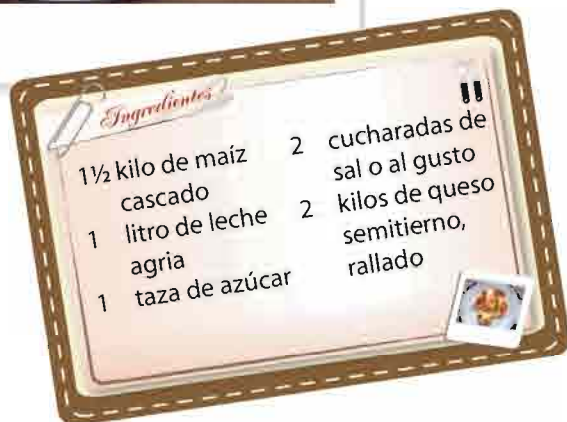 Ingredientes
1½ kilo de maíz
cascado
1 litro de leche
agria
1 taza de azúcar
2 cucharadas de
sal o al gusto
2 kilos de queso
semitierno,
rallado